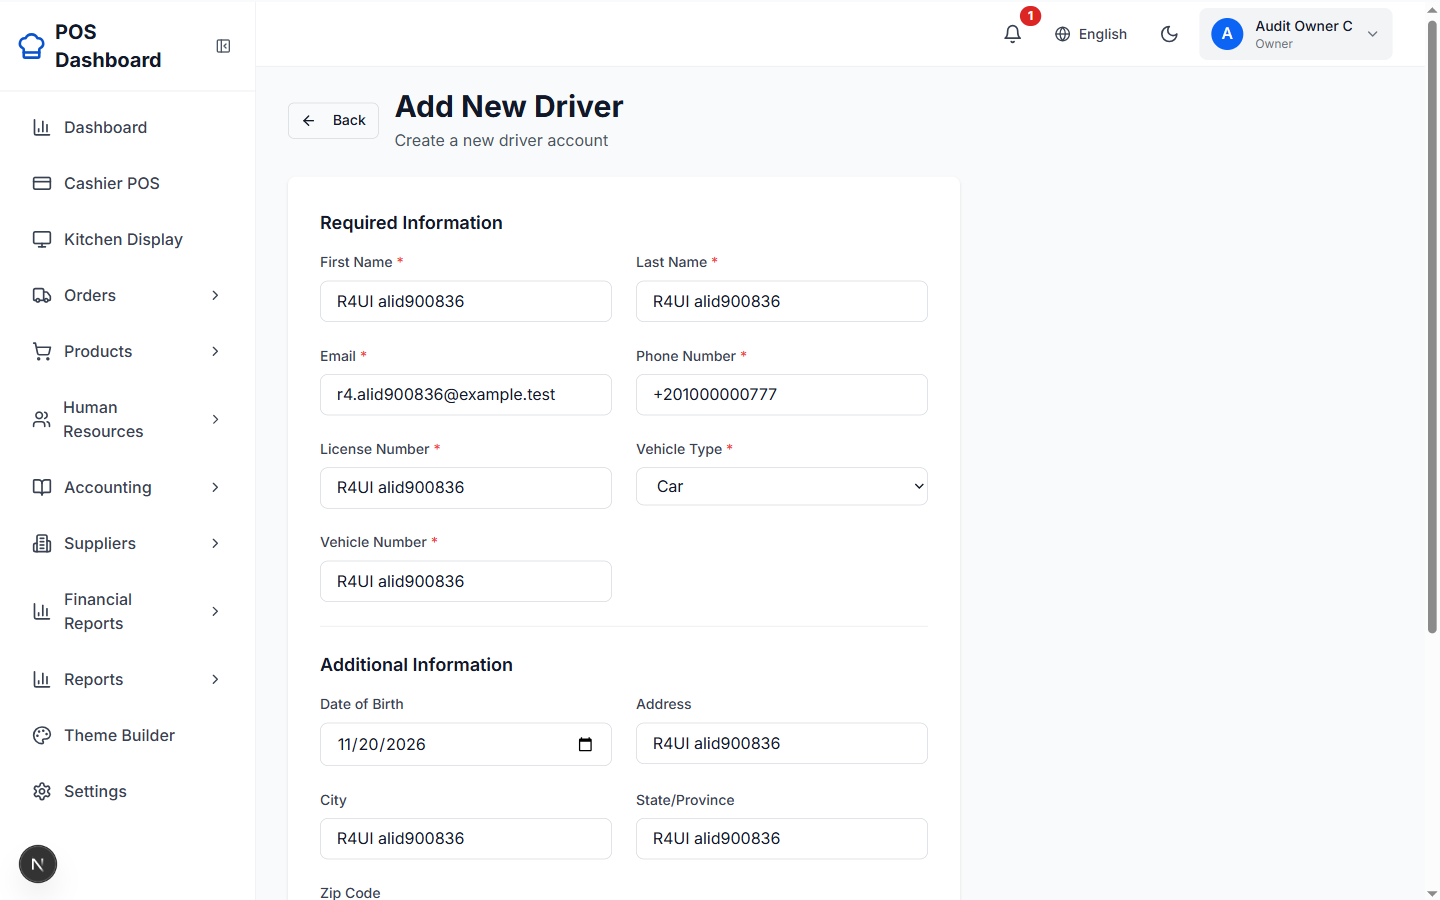 POS
Dashboard
1
English
A
Audit Owner C
Owner
Dashboard
Cashier POS
Kitchen Display
Orders
Products
Human
Resources
Accounting
Suppliers
Financial
Reports
Reports
Theme Builder
Settings
N
Back
Add New Driver
Create a new driver account
Required Information
First Name *
Last Name *
R4UI alid900836
R4UI alid900836
Email *
Phone Number *
r4.alid900836@example.test
+201000000777
License Number *
Vehicle Type *
R4UI alid900836
Car
Vehicle Number *
R4UI alid900836
Additional Information
Date of Birth
Address
11/20/2026
R4UI alid900836
City
State/Province
R4UI alid900836
R4UI alid900836
Zip Code